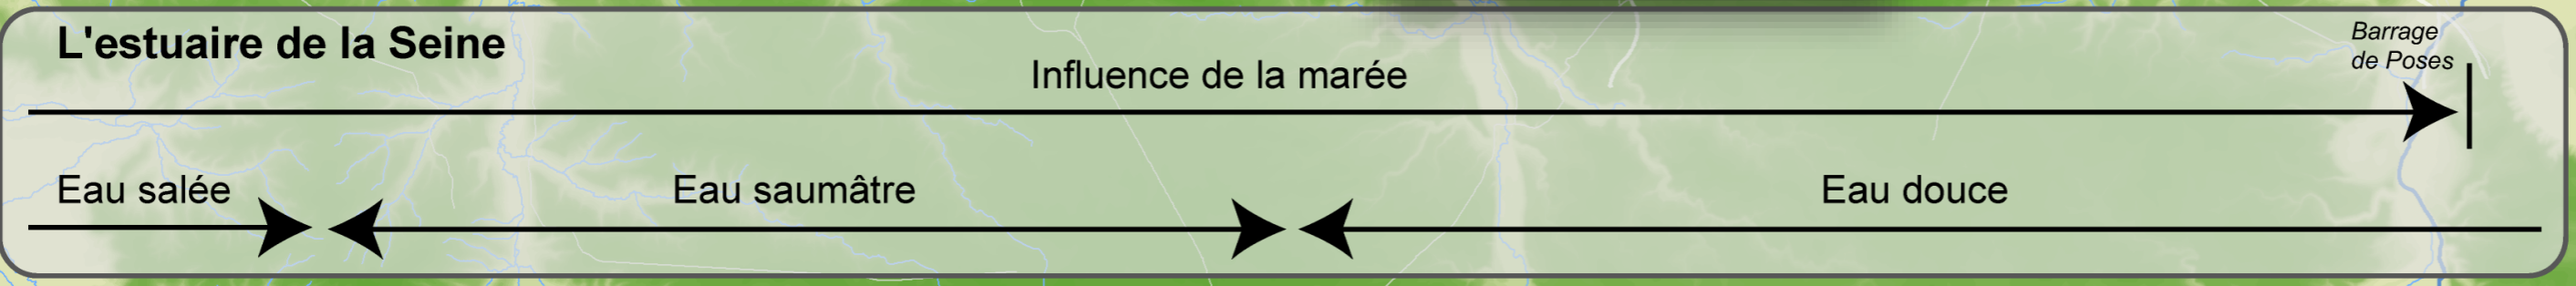 L'estuaire de la Seine
Barrage
de Poses
Influence de la marée
Eau salée
Eau saumâtre
Eau douce